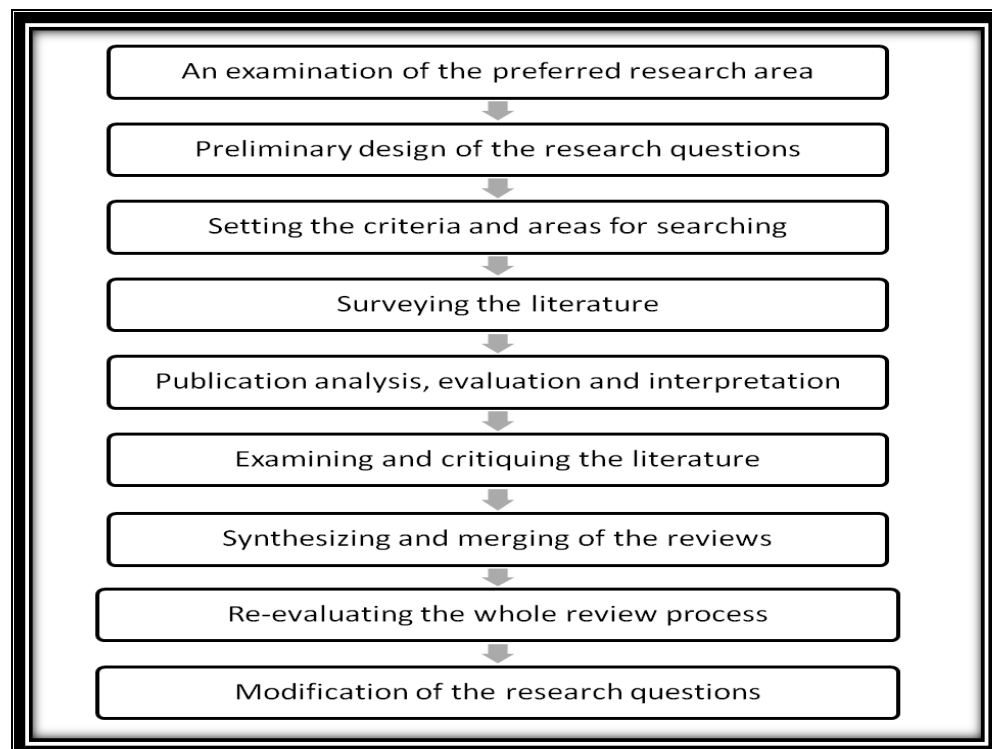 An examination of the preferred research area
Preliminary design of the research questions
Setting the criteria and areas for searching
Surveying the literature
Publication analysis, evaluation and interpretation
Examining and critiquing the literature
Synthesizing and merging of the reviews
Re-evaluating the whole review process
Modification of the research questions